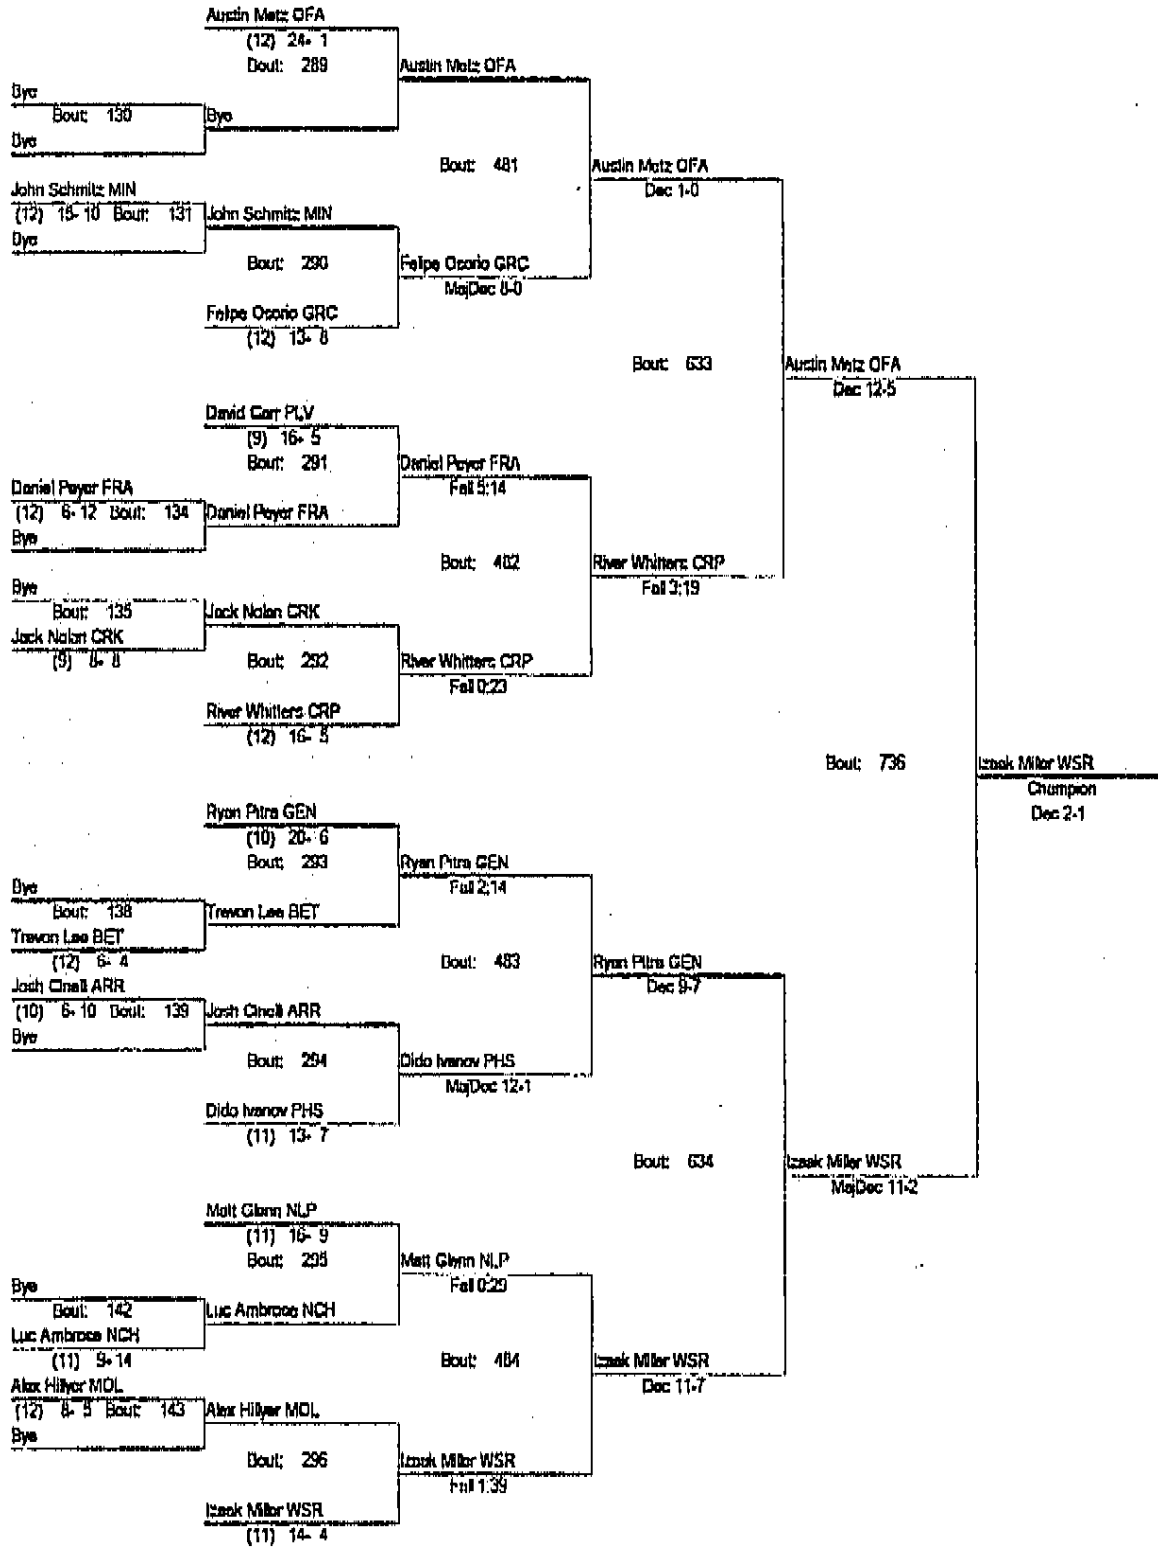 Austin Metz OFA
(12) 24- 1
Bout: 289
Austin Metz OFA
Bye
Bout: 130
Bye
Bye
Bout: 481
Austin Metz OFA
Dec 1-0
John Schmitz MIN
(12) 15- 10 Bout: 131
John Schmitz MIN
Bye
Bout: 290
Felipe Osorio GRC
MajDec 8-0
Felipe Osorio GRC
(12) 13- 8
Bout: 633
Austin Metz OFA
Dec 12-5
David Carr PLV
(9) 16- 5
Bout: 291
Daniel Peyer FRA
Fall 5:14
Daniel Peyer FRA
(12) 6- 12 Bout: 134
Daniel Peyer FRA
Bye
Bout: 482
River Whitters CRP
Fall 3:19
Bye
Bout: 135
Jack Nolan CRK
Jack Nolan CRK
(9) 8- 8
Bout: 292
River Whitters CRP
Fall 0:23
River Whitters CRP
(12) 16- 5
Bout: 736
Izaak Miller WSR
Champion
Dec 2-1
Ryan Pitra GEN
(10) 20- 6
Bout: 293
Ryan Pitra GEN
Fall 2:14
Bye
Bout: 138
Trevon Lee BET
Trevon Lee BET
(12) 6- 4
Bout: 483
Ryan Pitra GEN
Dec 9-7
Josh Cinell ARR
(10) 6- 10 Bout: 139
Josh Cinell ARR
Bye
Bout: 294
Dido Ivanov PHS
MajDec 12-1
Dido Ivanov PHS
(11) 13- 7
Bout: 634
Izaak Miller WSR
MajDec 11-2
Matt Glenn NLP
(11) 16- 9
Bout: 295
Matt Glenn NLP
Fall 0:29
Bye
Bout: 142
Luc Ambrose NCH
Luc Ambrose NCH
(11) 9- 14
Bout: 484
Izaak Miller WSR
Dec 11-7
Alex Hillyer MOL
(12) 8- 5 Bout: 143
Alex Hillyer MOL
Bye
Bout: 296
Izaak Miller WSR
Fall 1:39
Izaak Miller WSR
(11) 14- 4